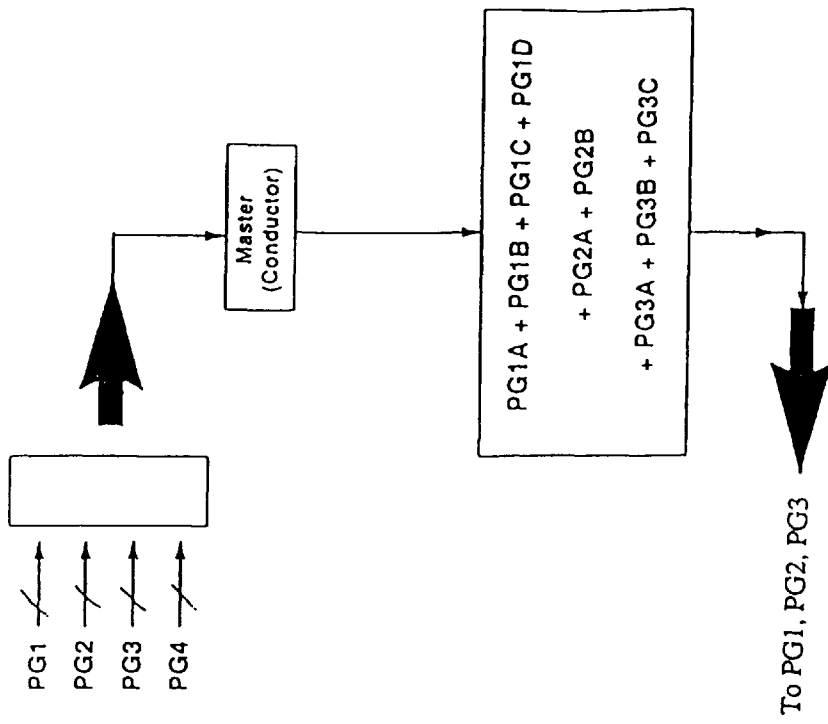 PG1
PG2
PG3
PG4
Master
(Conductor)
PG1A + PG1B + PG1C + PG1D
+ PG2A + PG2B
+ PG3A + PG3B + PG3C
To PG1, PG2, PG3